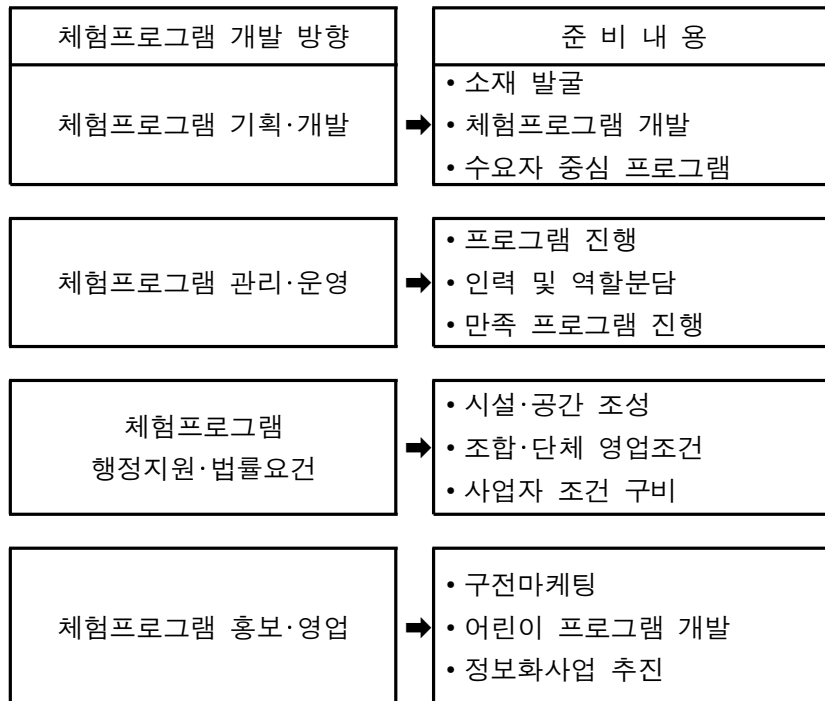 체험프로그램 개발 방향
준 비 내 용
체험프로그램 기획·개발
➡
• 소재 발굴
• 체험프로그램 개발
• 수요자 중심 프로그램
체험프로그램 관리·운영
➡
• 프로그램 진행
• 인력 및 역할분담
• 만족 프로그램 진행
체험프로그램
행정지원·법률요건
➡
• 시설·공간 조성
• 조합·단체 영업조건
• 사업자 조건 구비
체험프로그램 홍보·영업
➡
• 구전마케팅
• 어린이 프로그램 개발
• 정보화사업 추진